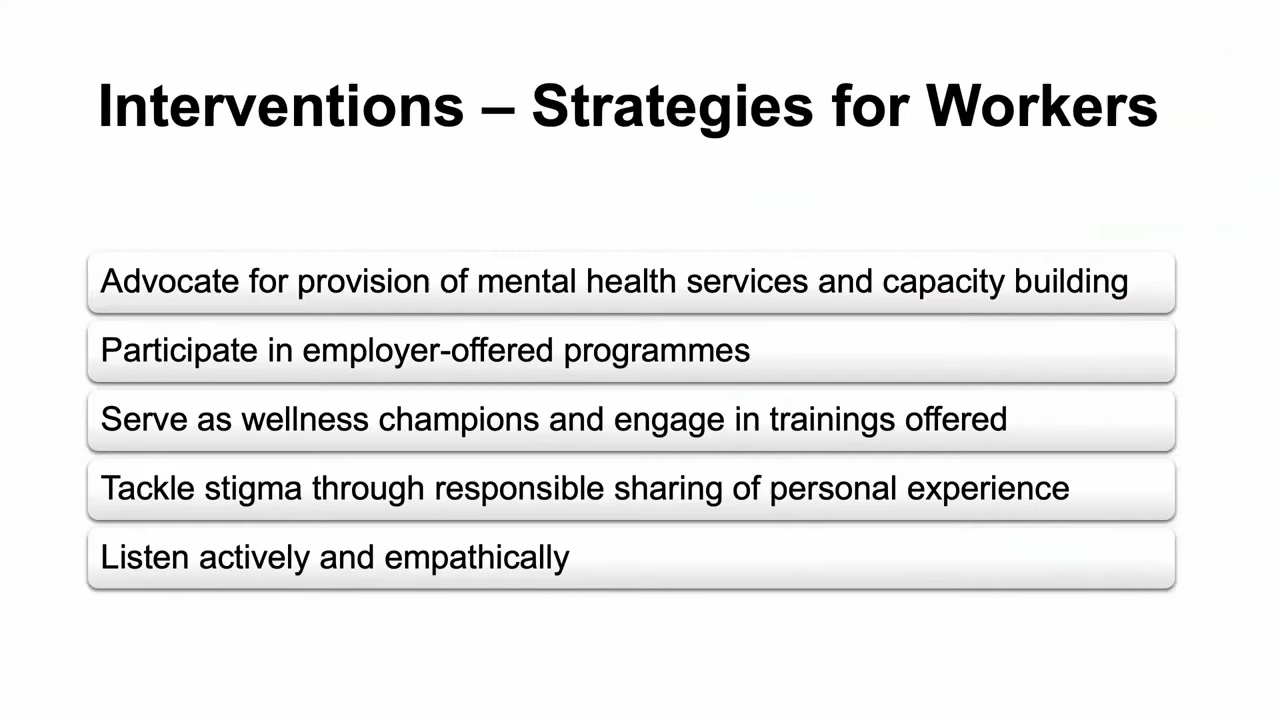 Interventions – Strategies for Workers
Advocate for provision of mental health services and capacity building
Participate in employer-offered programmes
Serve as wellness champions and engage in trainings offered
Tackle stigma through responsible sharing of personal experience
Listen actively and empathically